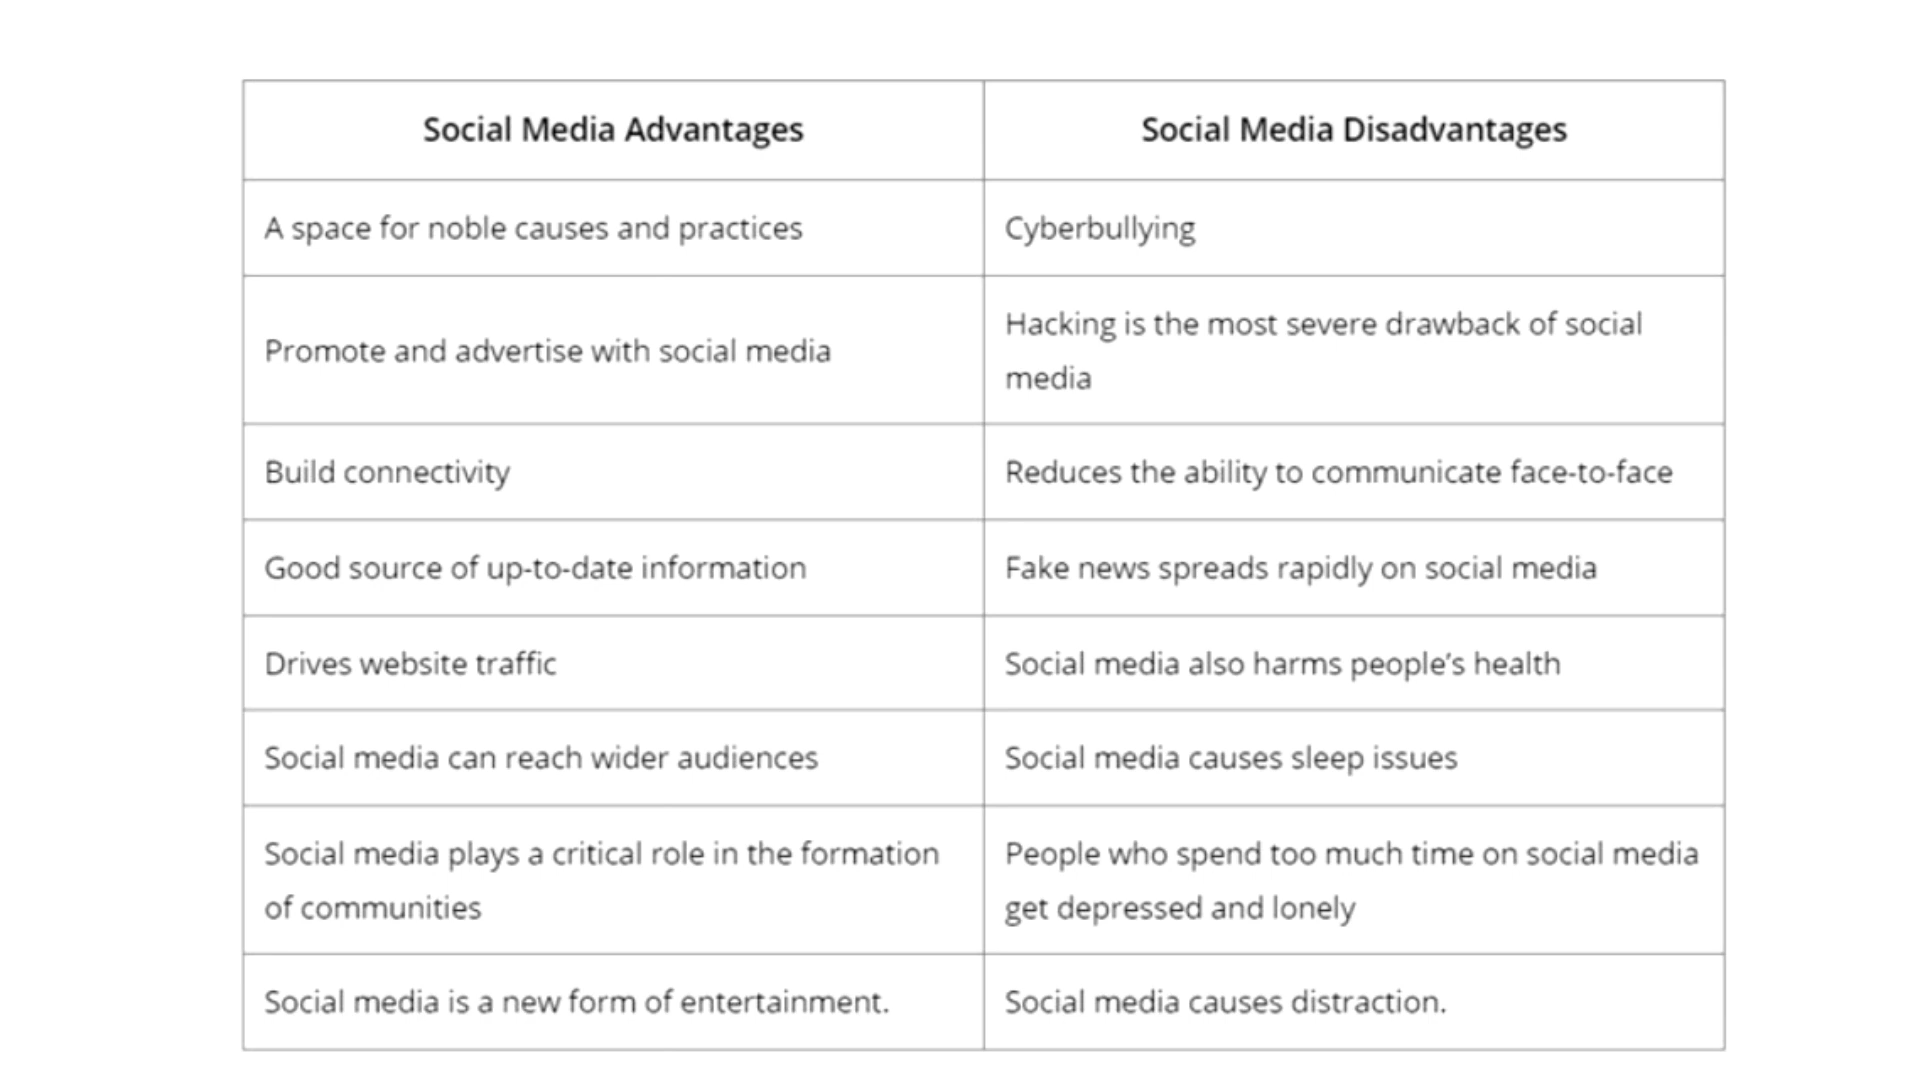 Social Media Advantages
Social Media Disadvantages
A space for noble causes and practices
Cyberbullying
Promote and advertise with social media
Hacking is the most severe drawback of social
media
Build connectivity
Reduces the ability to communicate face-to-face
Good source of up-to-date information
Fake news spreads rapidly on social media
Drives website traffic
Social media also harms people’s health
Social media can reach wider audiences
Social media causes sleep issues
Social media plays a critical role in the formation
of communities
People who spend too much time on social media
get depressed and lonely
Social media is a new form of entertainment.
Social media causes distraction.